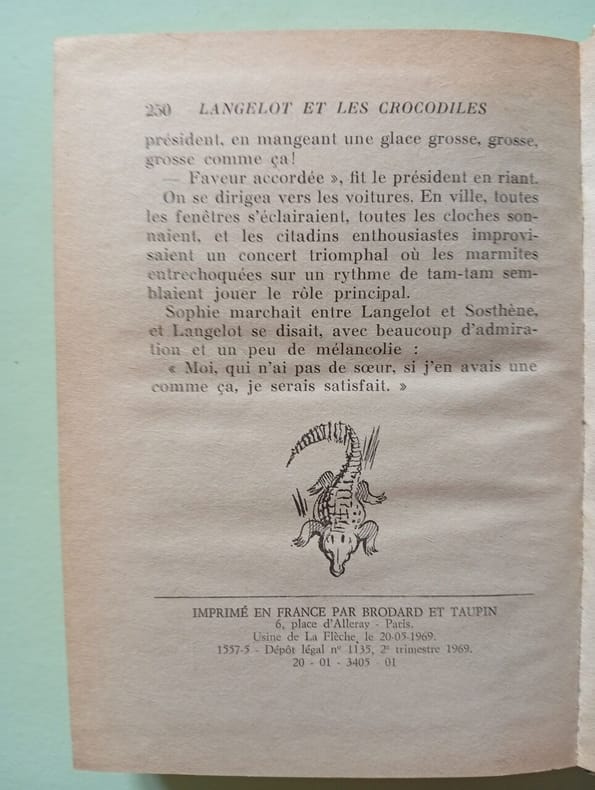 250 LANGELOT ET LES CROCODILES
président, en mangeant une glace grosse, grosse,
grosse comme ça!
— Faveur accordée », fit le président en riant.
On se dirigea vers les voitures. En ville, toutes
les fenêtres s'éclairaient, toutes les cloches son-
naient, et les citadins enthousiastes improvi-
saient un concert triomphal où les marmites
entrechoquées sur un rythme de tam-tam sem-
blaient jouer le rôle principal.
Sophie marchait entre Langelot et Sosthène,
et Langelot se disait, avec beaucoup d'admira-
tion et un peu de mélancolie :
« Moi, qui n'ai pas de sœur, si j'en avais une
comme ça, je serais satisfait. »
IMPRIMÉ EN FRANCE PAR BRODARD ET TAUPIN
6, place d'Alleray - Paris.
Usine de La Flèche, le 20-05-1969.
1557-5 - Dépôt légal n° 1135, 2e trimestre 1969.
20 - 01 - 3405 - 01